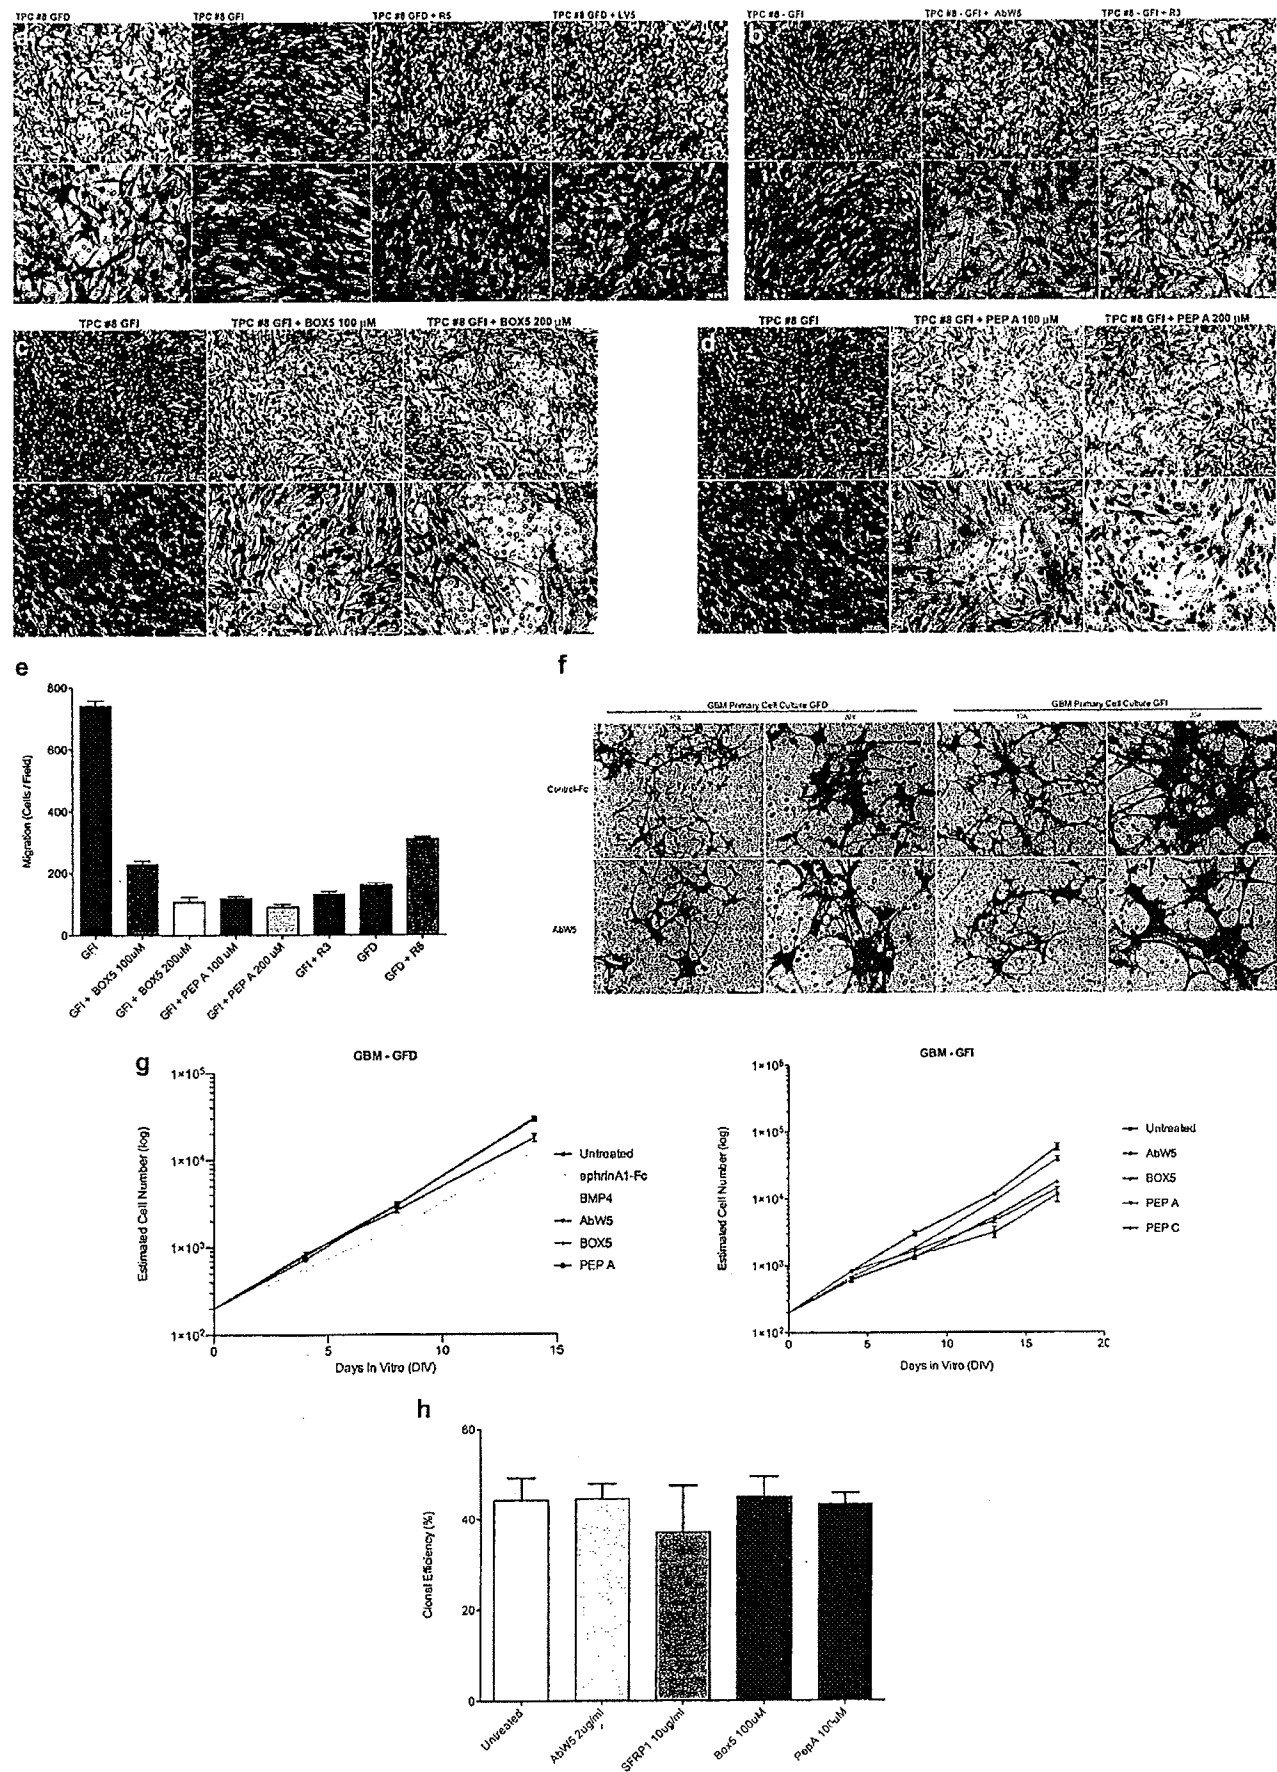 TPC #8 GFD TPC #8 GFI TPC #8 GFD + R5 TPC #8 GFD + LV5
b TPC #8 - GFI TPC #8 - GFI + AbW5 TPC #8 - GFI + R3
c TPC #8 GFI TPC #8 GFI + BOX5 100 µM TPC #8 GFI + BOX5 200 µM
d TPC #8 GFI TPC #8 GFI + PEP A 100 µM TPC #8 GFI + PEP A 200 µM
e
800
600
400
200
0
Migration (Cells / Field)
GFI
GFI + BOX5 100uM
GFI + BOX5 200uM
GFI + PEP A 100 uM
GFI + PEP A 200 uM
GFI + R3
GFD
GFD + R5
f
GBM Primary Cell Culture GFD GBM Primary Cell Culture GFI
Control-Fc
AbW5
g
GBM - GFD
1×10⁵
1×10⁴
1×10³
1×10²
Estimated Cell Number (log)
0 5 10 15
Days In Vitro (DIV)
Untreated
ephrinA1-Fc
BMP4
AbW5
BOX5
PEP A
GBM - GFI
1×10⁶
1×10⁵
1×10⁴
1×10³
1×10²
Estimated Cell Number (log)
0 5 10 15
Days In Vitro (DIV)
Untreated
AbW5
BOX5
PEP A
PEP C
h
60
40
20
0
Clonal Efficiency (%)
Untreated
AbW5 2ug/ml
SFRP1 10ug/ml
Box5 100uM
PepA 100uM